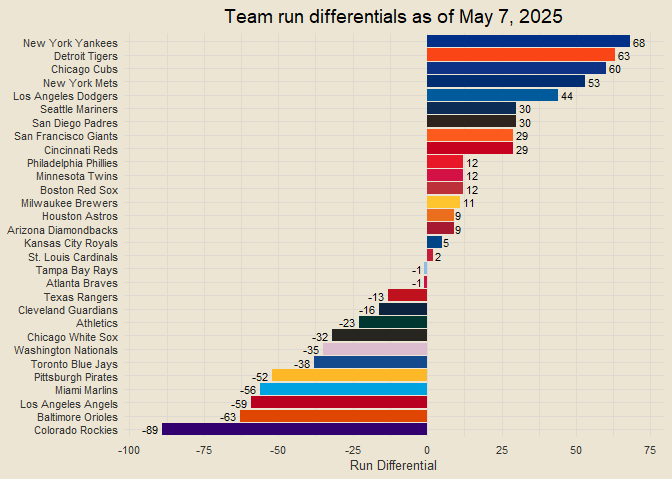 Team run differentials as of May 7, 2025
New York Yankees 68
Detroit Tigers 63
Chicago Cubs 60
New York Mets 53
Los Angeles Dodgers 44
Seattle Mariners 30
San Diego Padres 30
San Francisco Giants 29
Cincinnati Reds 29
Philadelphia Phillies 12
Minnesota Twins 12
Boston Red Sox 12
Milwaukee Brewers 11
Houston Astros 9
Arizona Diamondbacks 9
Kansas City Royals 5
St. Louis Cardinals 2
Tampa Bay Rays -1
Atlanta Braves -1
Texas Rangers -13
Cleveland Guardians -16
Athletics -23
Chicago White Sox -32
Washington Nationals -35
Toronto Blue Jays -38
Pittsburgh Pirates -52
Miami Marlins -56
Los Angeles Angels -59
Baltimore Orioles -63
Colorado Rockies -89
-100 -75 -50 -25 0 25 50 75
Run Differential